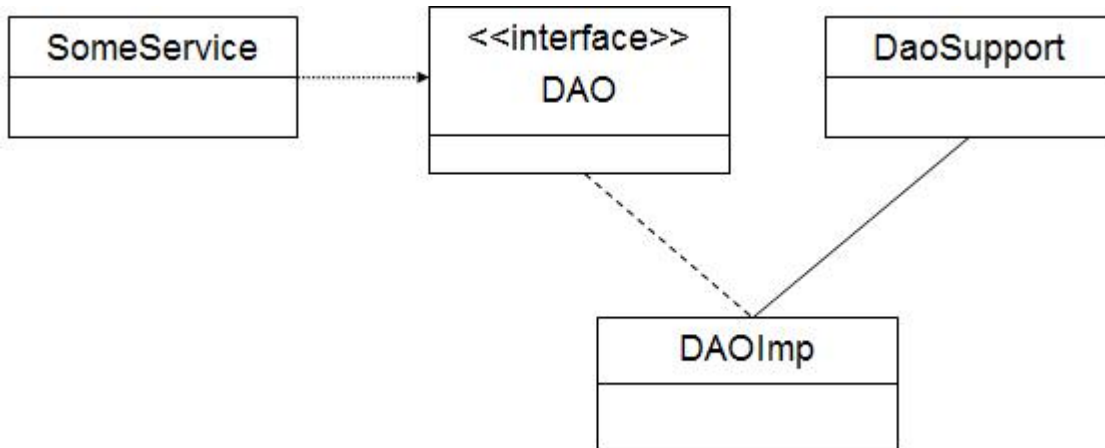 SomeService
<<interface>>
DAO
DaoSupport
DAOImp